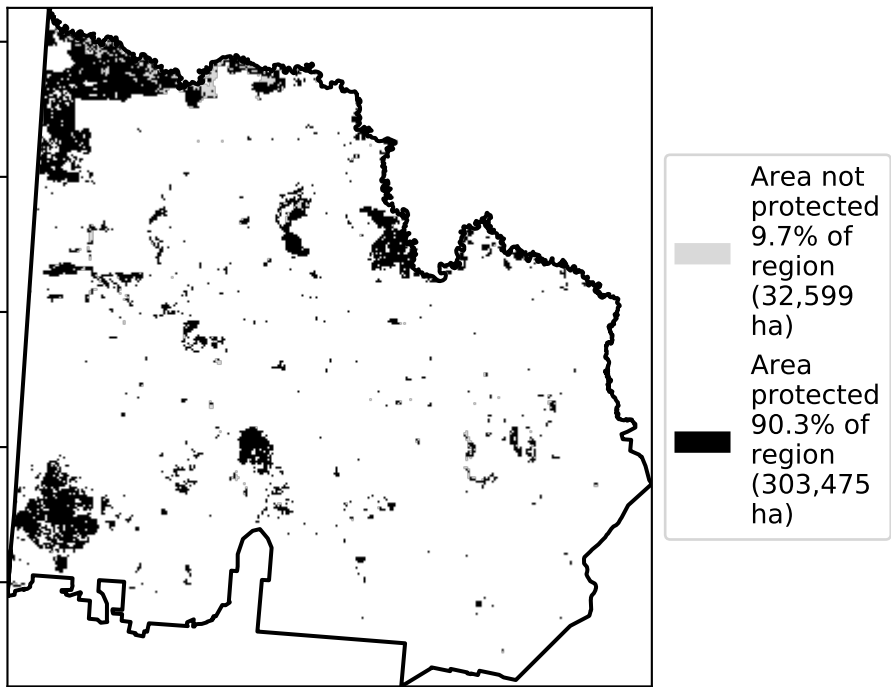 Area not
protected
9.7% of
region
(32,599
ha)
Area
protected
90.3% of
region
(303,475
ha)